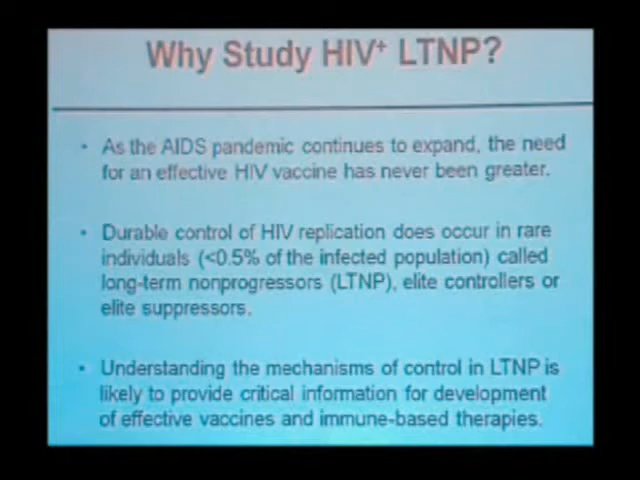 Why Study HIV⁺ LTNP?
• As the AIDS pandemic continues to expand, the need
for an effective HIV vaccine has never been greater.
• Durable control of HIV replication does occur in rare
individuals (<0.5% of the infected population) called
long-term nonprogressors (LTNP), elite controllers or
elite suppressors.
• Understanding the mechanisms of control in LTNP is
likely to provide critical information for development
of effective vaccines and immune-based therapies.